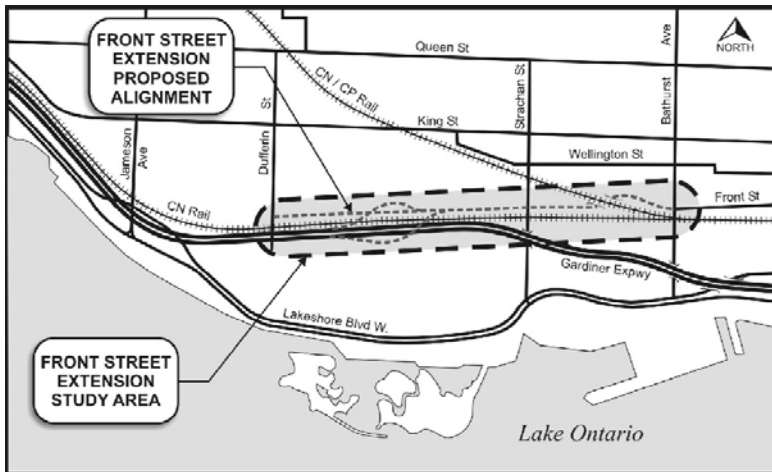 FRONT STREET
EXTENSION
PROPOSED
ALIGNMENT
Queen St
Ave
NORTH
CN / CP Rail
St
Strachan St
Bathurst
King St
Jameson
Ave
Dufferin
Wellington St
CN Rail
Front St
Gardiner Expwy
Lakeshore Blvd W.
FRONT STREET
EXTENSION
STUDY AREA
Lake Ontario